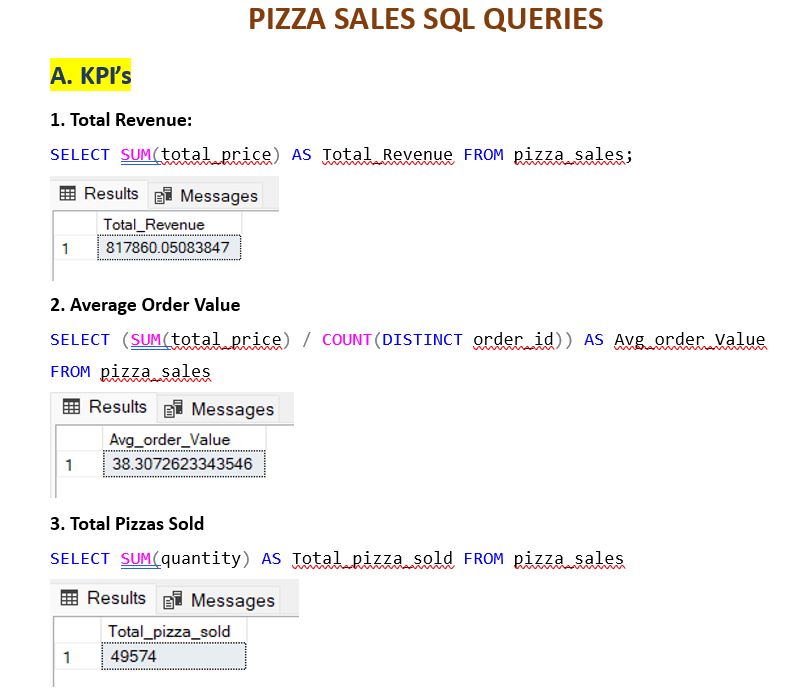 PIZZA SALES SQL QUERIES
A. KPI's
1. Total Revenue:
SELECT SUM(total_price) AS Total_Revenue FROM pizza_sales;
Results Messages
Total_Revenue
1 817860.05083847
2. Average Order Value
SELECT (SUM(total_price) / COUNT(DISTINCT order_id)) AS Avg_order_Value
FROM pizza_sales
Results Messages
Avg_order_Value
1 38.3072623343546
3. Total Pizzas Sold
SELECT SUM(quantity) AS Total_pizza_sold FROM pizza_sales
Results Messages
Total_pizza_sold
1 49574